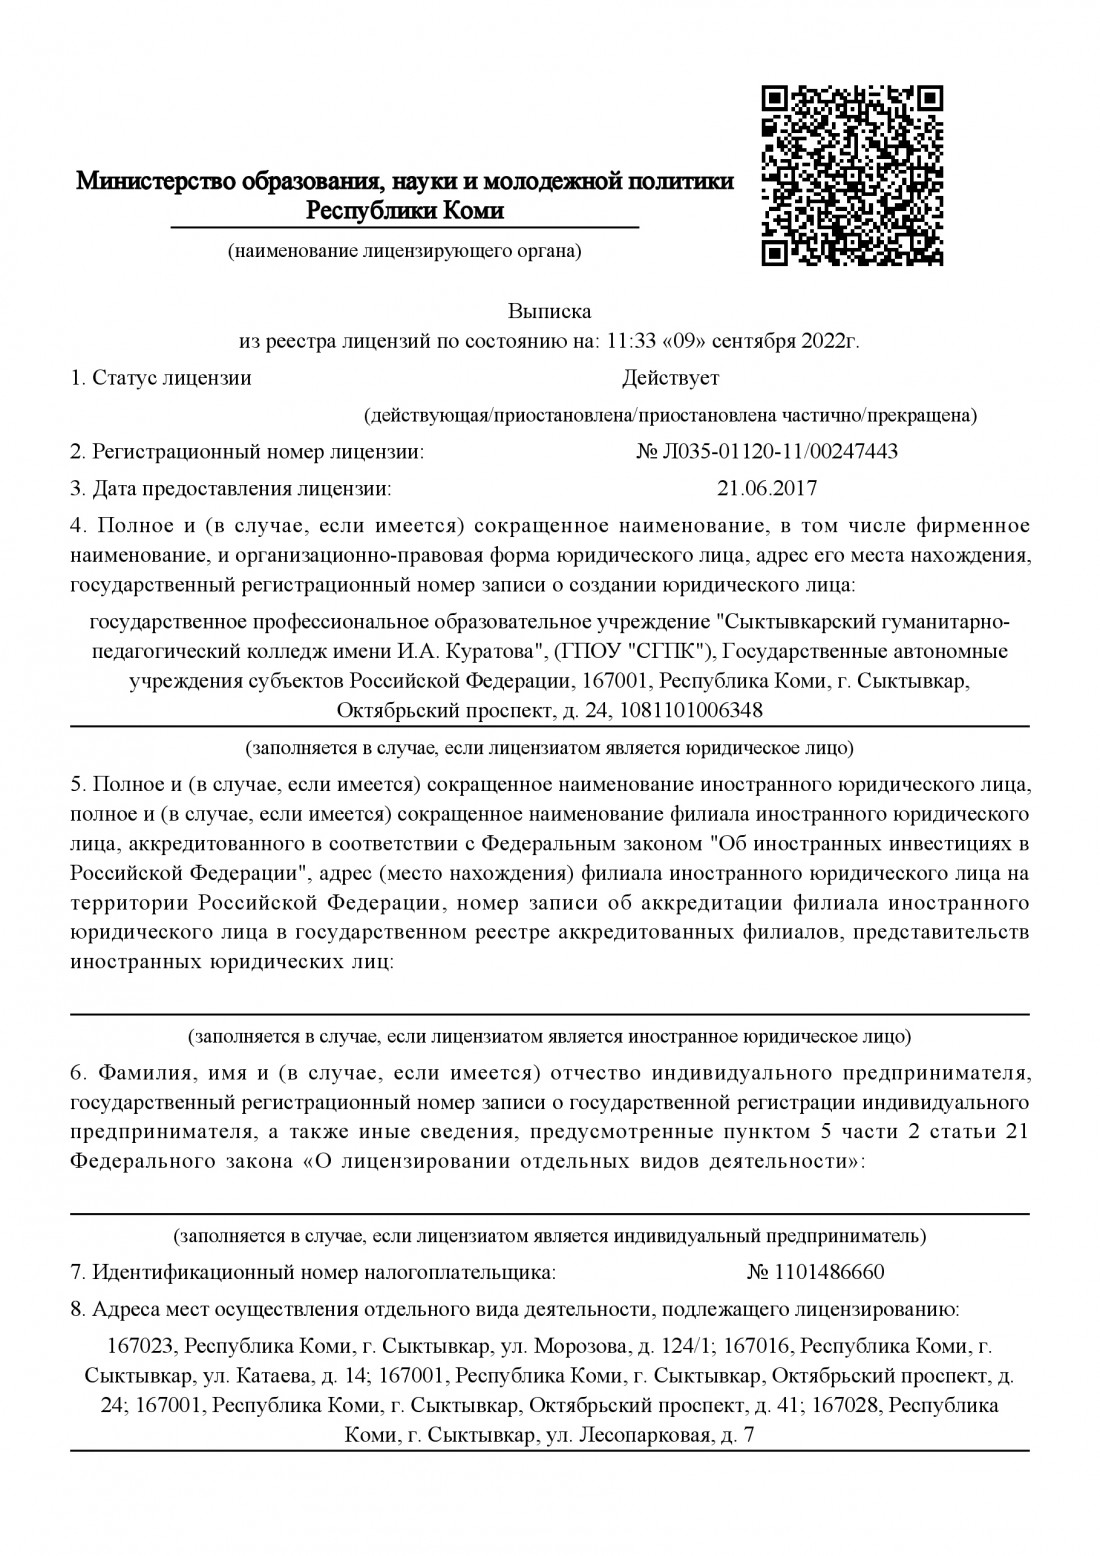 Министерство образования, науки и молодежной политики
Республики Коми
(наименование лицензирующего органа)
Выписка
из реестра лицензий по состоянию на: 11:33 «09» сентября 2022г.
1. Статус лицензии Действует
(действующая/приостановлена/приостановлена частично/прекращена)
2. Регистрационный номер лицензии: № Л035-01120-11/00247443
3. Дата предоставления лицензии: 21.06.2017
4. Полное и (в случае, если имеется) сокращенное наименование, в том числе фирменное
наименование, и организационно-правовая форма юридического лица, адрес его места нахождения,
государственный регистрационный номер записи о создании юридического лица:
государственное профессиональное образовательное учреждение "Сыктывкарский гуманитарно-
педагогический колледж имени И.А. Куратова", (ГПОУ "СГПК"), Государственные автономные
учреждения субъектов Российской Федерации, 167001, Республика Коми, г. Сыктывкар,
Октябрьский проспект, д. 24, 1081101006348
(заполняется в случае, если лицензиатом является юридическое лицо)
5. Полное и (в случае, если имеется) сокращенное наименование иностранного юридического лица,
полное и (в случае, если имеется) сокращенное наименование филиала иностранного юридического
лица, аккредитованного в соответствии с Федеральным законом "Об иностранных инвестициях в
Российской Федерации", адрес (место нахождения) филиала иностранного юридического лица на
территории Российской Федерации, номер записи об аккредитации филиала иностранного
юридического лица в государственном реестре аккредитованных филиалов, представительств
иностранных юридических лиц:
(заполняется в случае, если лицензиатом является иностранное юридическое лицо)
6. Фамилия, имя и (в случае, если имеется) отчество индивидуального предпринимателя,
государственный регистрационный номер записи о государственной регистрации индивидуального
предпринимателя, а также иные сведения, предусмотренные пунктом 5 части 2 статьи 21
Федерального закона «О лицензировании отдельных видов деятельности»:
(заполняется в случае, если лицензиатом является индивидуальный предприниматель)
7. Идентификационный номер налогоплательщика: № 1101486660
8. Адреса мест осуществления отдельного вида деятельности, подлежащего лицензированию:
167023, Республика Коми, г. Сыктывкар, ул. Морозова, д. 124/1; 167016, Республика Коми, г.
Сыктывкар, ул. Катаева, д. 14; 167001, Республика Коми, г. Сыктывкар, Октябрьский проспект, д.
24; 167001, Республика Коми, г. Сыктывкар, Октябрьский проспект, д. 41; 167028, Республика
Коми, г. Сыктывкар, ул. Лесопарковая, д. 7